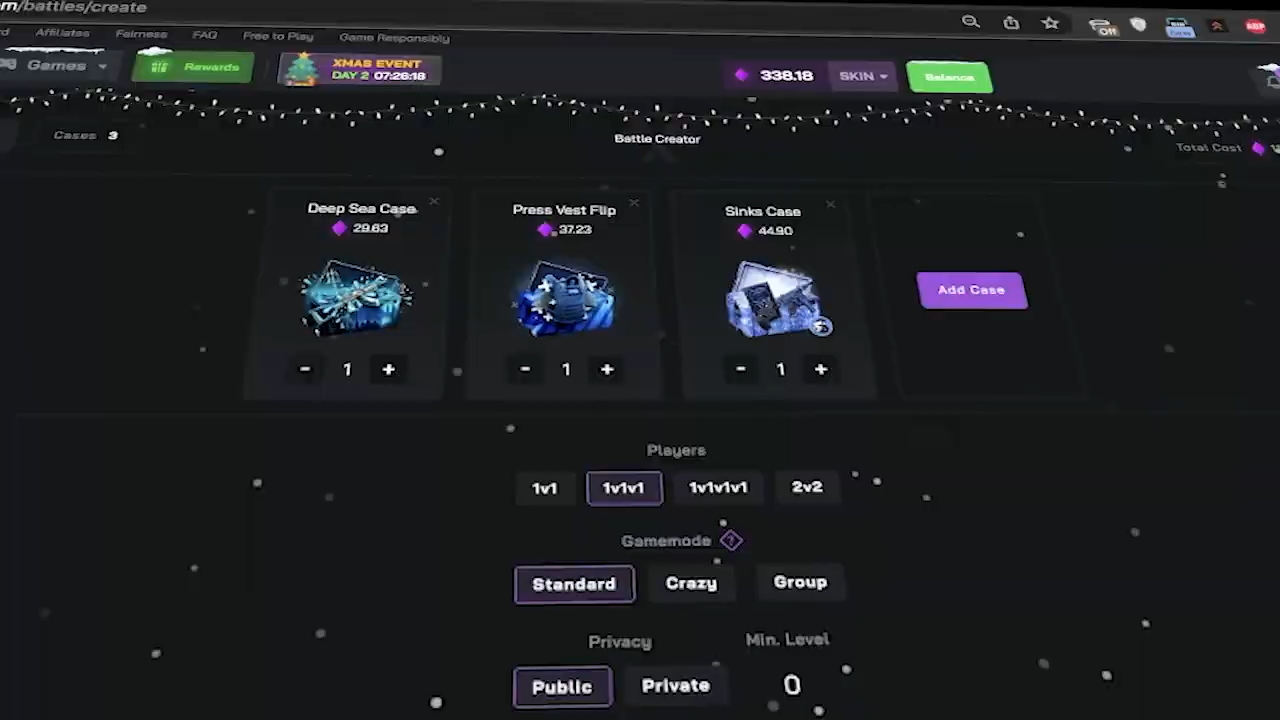 m/battles/create
Affiliates Fairness FAQ Free to Play Game Responsibly
Games Rewards XMAS EVENT 338.18 SKIN Balance
DAY 2 07:26:18
Cases 3 Battle Creator Total Cost
Deep Sea Case Press Vest Flip Sinks Case
29.63 37.23 44.90
Add Case
- 1 + - 1 + - 1 +
Players
1v1 1v1v1 1v1v1v1 2v2
Gamemode ?
Standard Crazy Group
Privacy Min. Level
Public Private 0